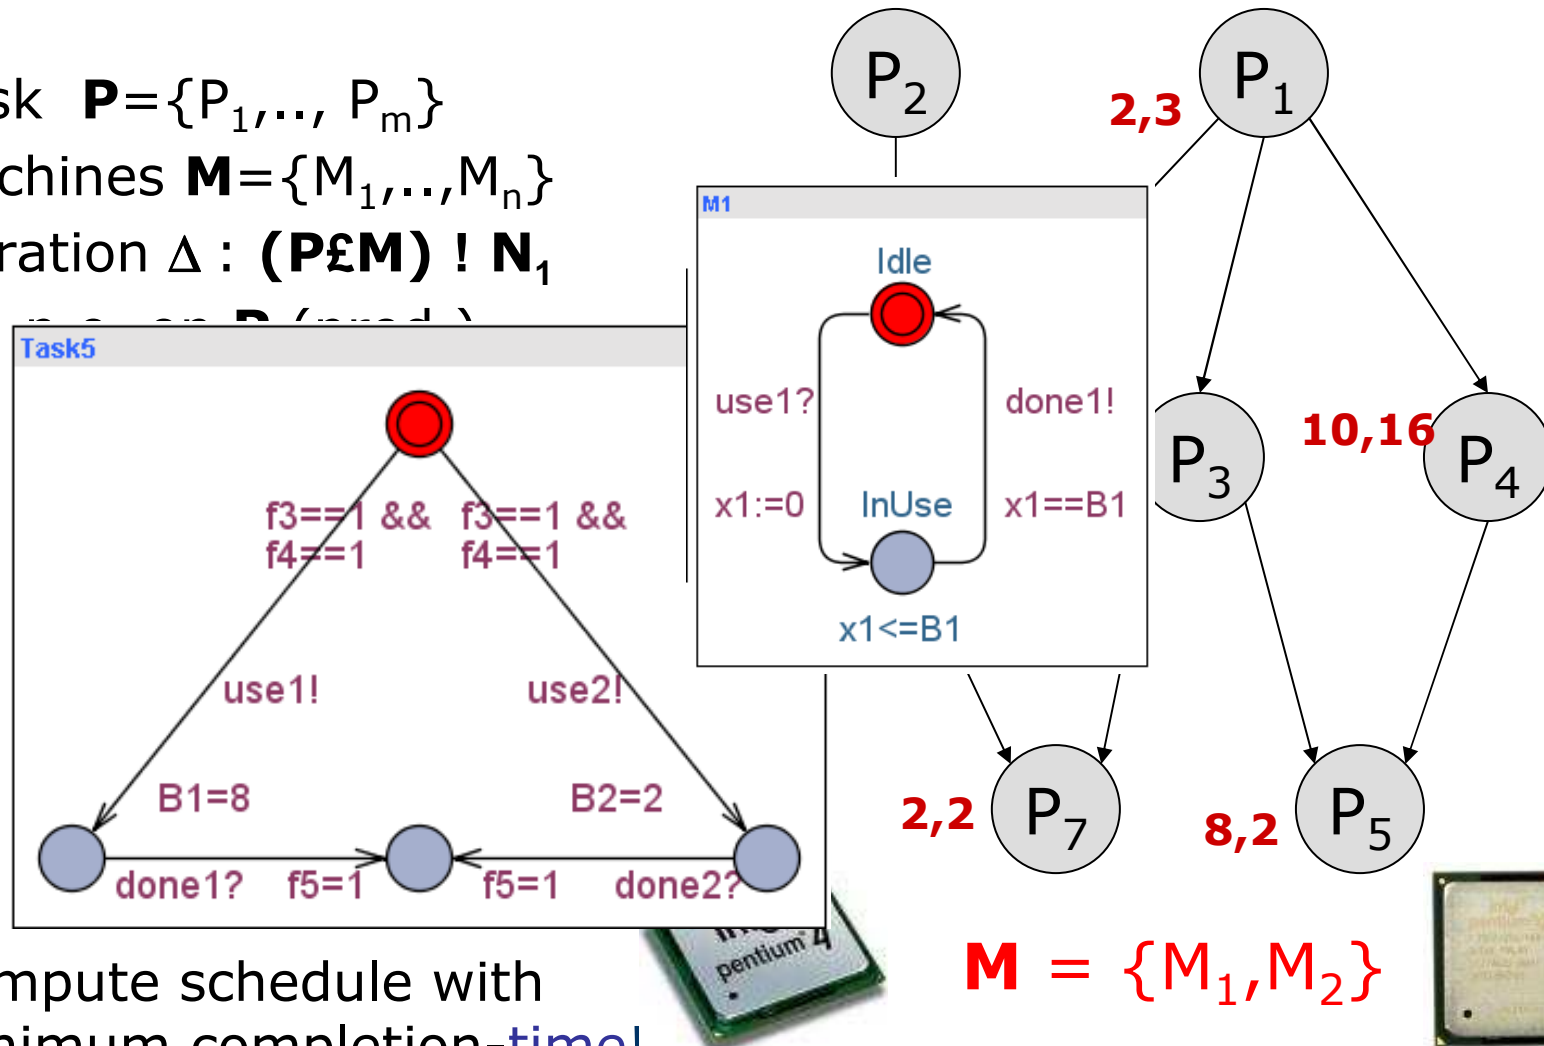 sk P={P1,.., Pm}
chines M={M1,..,Mn}
ration Δ : (P£M) ! N1
Task5
f3==1 && f3==1 &&
f4==1 f4==1
use1! use2!
B1=8 B2=2
done1? f5=1 f5=1 done2?
mpute schedule with
nimum completion-time!
M1
Idle
use1? done1!
x1:=0 InUse x1==B1
x1<=B1
P2
P1
2,3
P3
10,16
P4
2,2
P7
8,2
P5
pentium 4
M = {M1,M2}